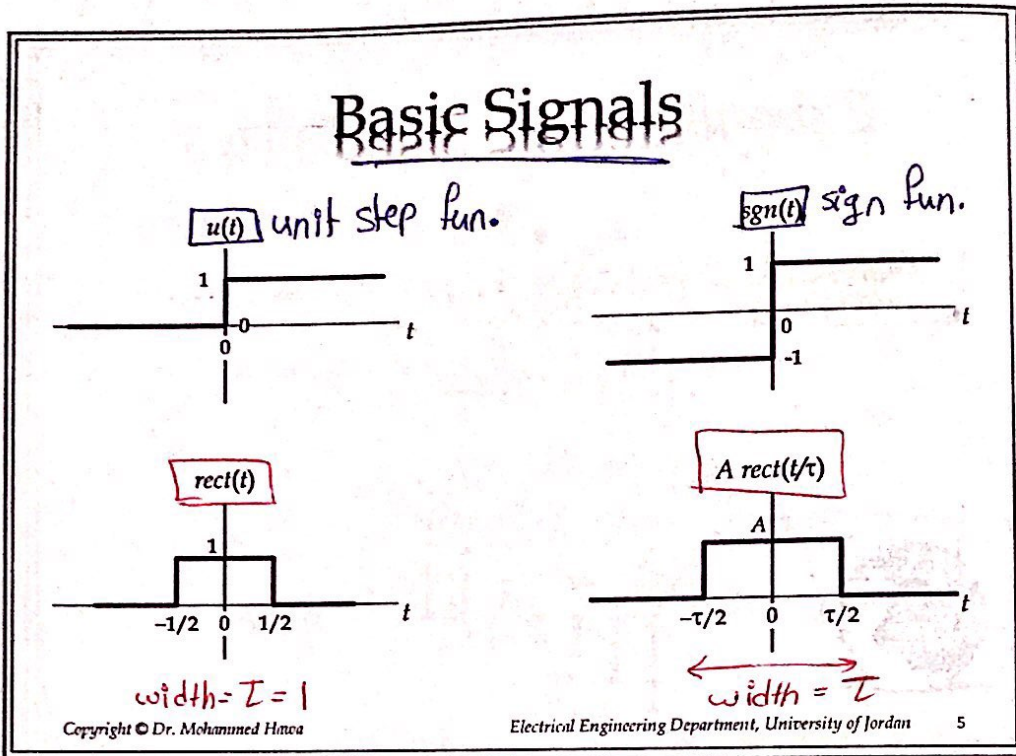 Basic Signals
u(t) unit step fun.
1
0
0
t
sgn(t) sign fun.
1
0
-1
t
rect(t)
1
−1/2 0 1/2 t
width = τ = 1
A rect(t/τ)
A
−τ/2 0 τ/2 t
width = τ
Copyright © Dr. Mohammed Hawa Electrical Engineering Department, University of Jordan 5